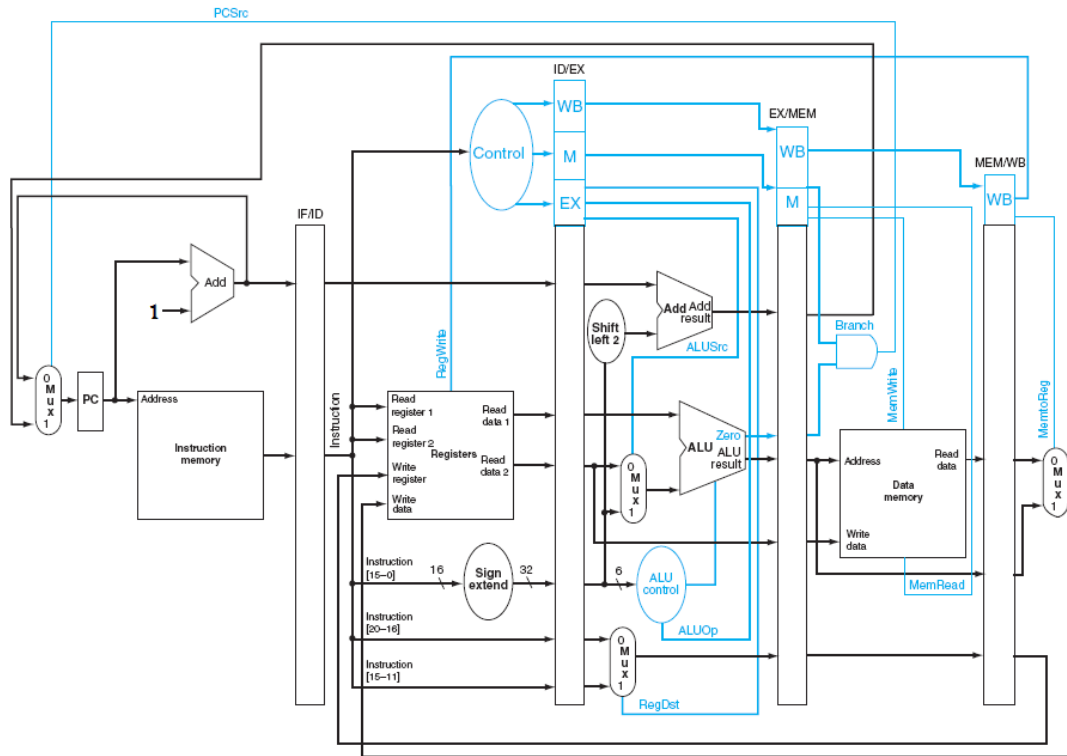 PCSrc
ID/EX
WB
EX/MEM
Control
M
WB
MEM/WB
EX
M
WB
IF/ID
Add
1
Add
Add
result
Shift
left 2
Branch
RegWrite
ALUSrc
MemWrite
MemtoReg
0
M
u
x
1
PC
Address
Instruction
memory
Instruction
Read
register 1
Read
register 2
Write
register
Write
data
Registers
Read
data 1
Read
data 2
0
M
u
x
1
Zero
ALU
ALU
result
Address
Read
data
Data
memory
Write
data
0
M
u
x
1
Instruction
[15–0]
16
Sign
extend
32
6
ALU
control
MemRead
Instruction
[20–16]
ALUOp
0
M
u
x
1
Instruction
[15–11]
RegDst